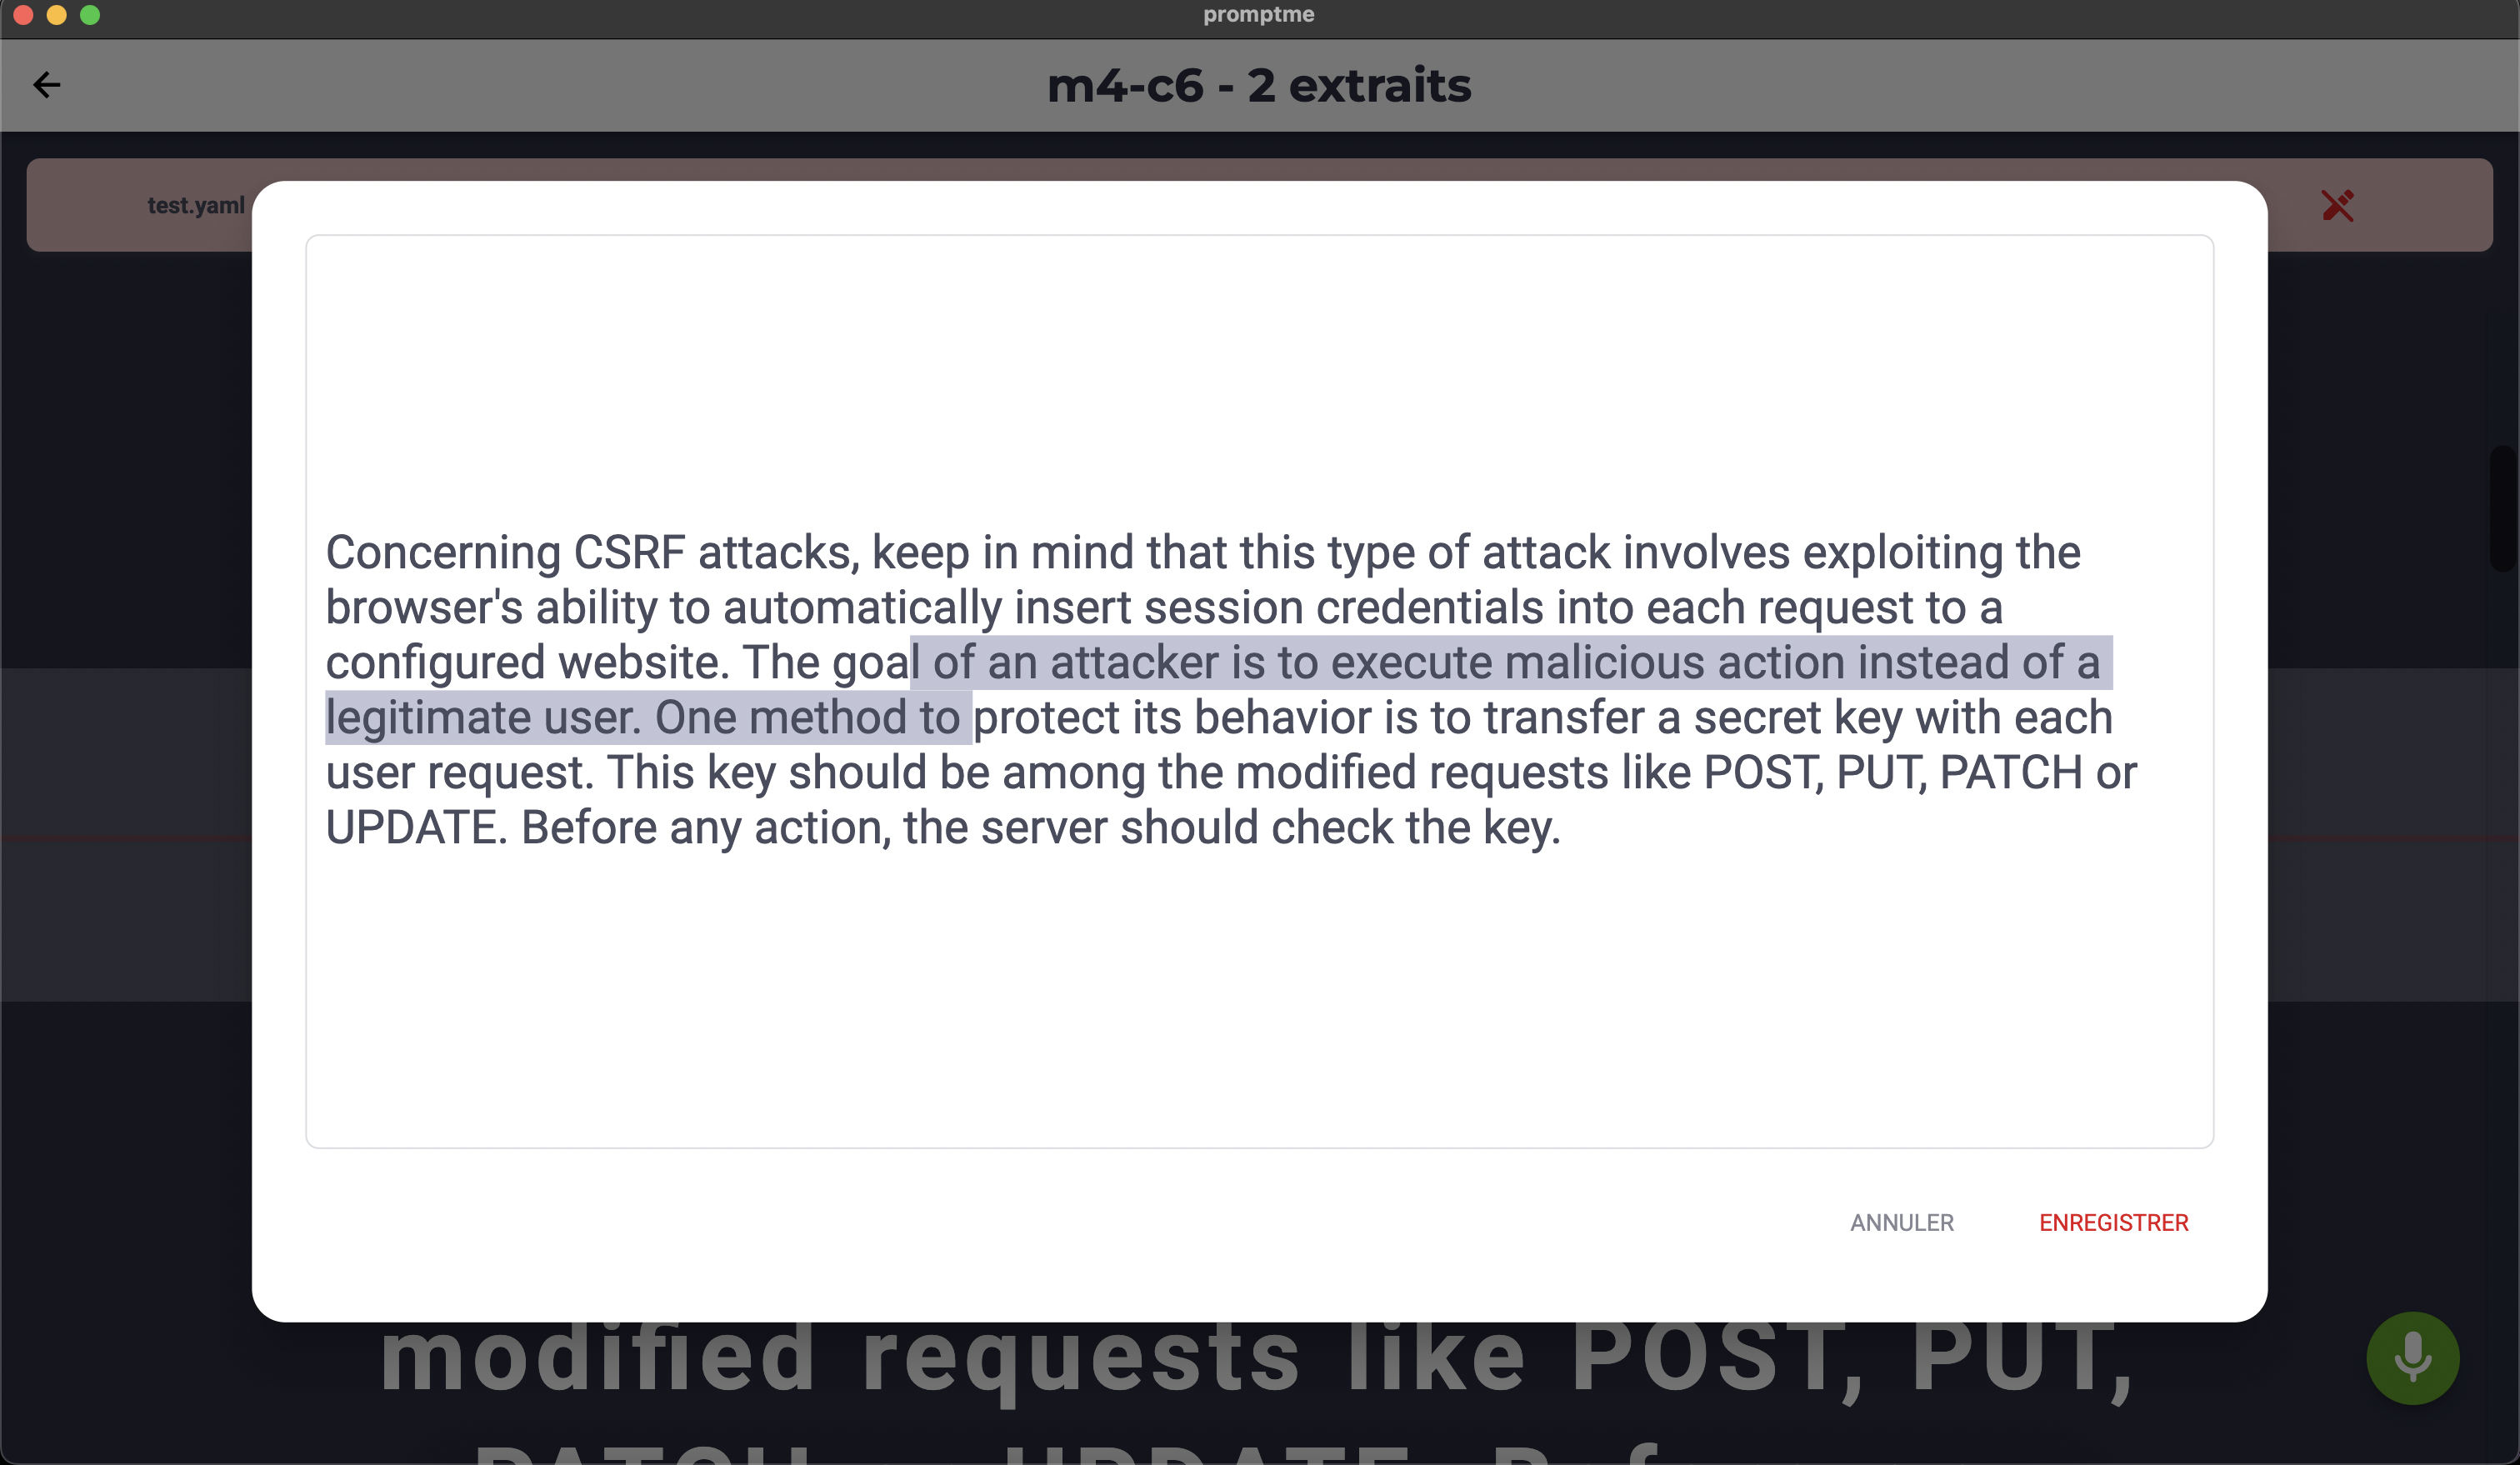 promptme
m4-c6 - 2 extraits
test.yaml
Concerning CSRF attacks, keep in mind that this type of attack involves exploiting the
browser's ability to automatically insert session credentials into each request to a
configured website. The goal of an attacker is to execute malicious action instead of a
legitimate user. One method to protect its behavior is to transfer a secret key with each
user request. This key should be among the modified requests like POST, PUT, PATCH or
UPDATE. Before any action, the server should check the key.
ANNULER ENREGISTRER
modified requests like POST, PUT,